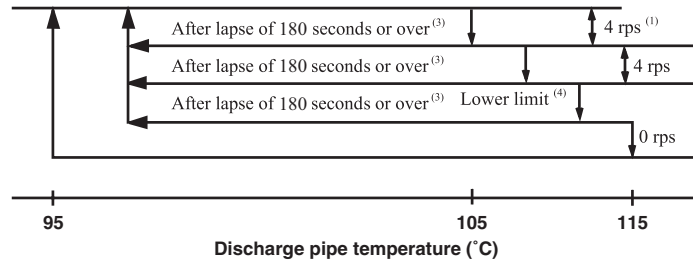 After lapse of 180 seconds or over (3) 4 rps (1)
After lapse of 180 seconds or over (3) 4 rps
After lapse of 180 seconds or over (3) Lower limit (4)
0 rps
95 105 115
Discharge pipe temperature (˚C)